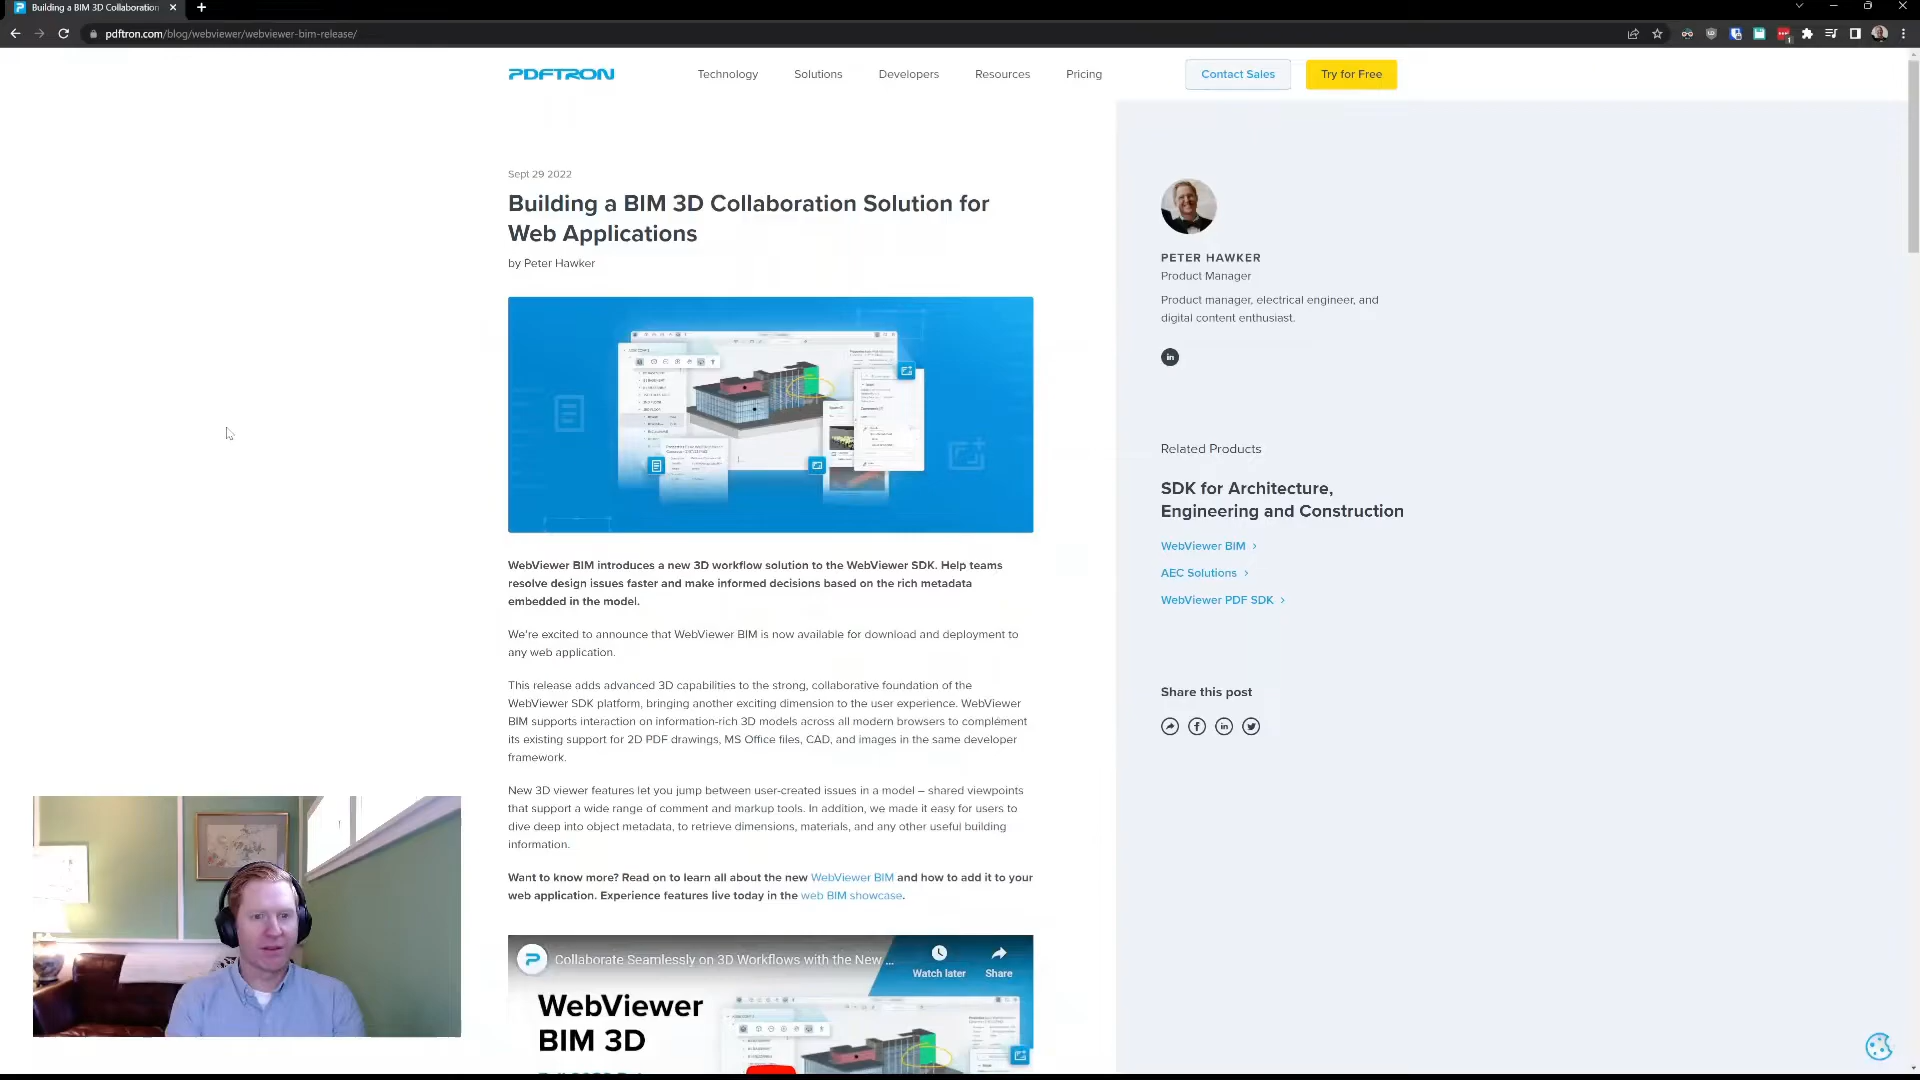 Building a BIM 3D Collaboration
pdftron.com/blog/webviewer/webviewer-bim-release/
PDFTRON
Technology
Solutions
Developers
Resources
Pricing
Contact Sales
Try for Free
Sept 29 2022
Building a BIM 3D Collaboration Solution for
Web Applications
by Peter Hawker
WebViewer BIM introduces a new 3D workflow solution to the WebViewer SDK. Help teams
resolve design issues faster and make informed decisions based on the rich metadata
embedded in the model.
We're excited to announce that WebViewer BIM is now available for download and deployment to
any web application.
This release adds advanced 3D capabilities to the strong, collaborative foundation of the
WebViewer SDK platform, bringing another exciting dimension to the user experience. WebViewer
BIM supports interaction on information-rich 3D models across all modern browsers to complement
its existing support for 2D PDF drawings, MS Office files, CAD, and images in the same developer
framework.
New 3D viewer features let you jump between user-created issues in a model – shared viewpoints
that support a wide range of comment and markup tools. In addition, we made it easy for users to
dive deep into object metadata, to retrieve dimensions, materials, and any other useful building
information.
Want to know more? Read on to learn all about the new WebViewer BIM and how to add it to your
web application. Experience features live today in the web BIM showcase.
Collaborate Seamlessly on 3D Workflows with the New ...
Watch later
Share
WebViewer
BIM 3D
PETER HAWKER
Product Manager
Product manager, electrical engineer, and
digital content enthusiast.
in
Related Products
SDK for Architecture,
Engineering and Construction
WebViewer BIM
AEC Solutions
WebViewer PDF SDK
Share this post